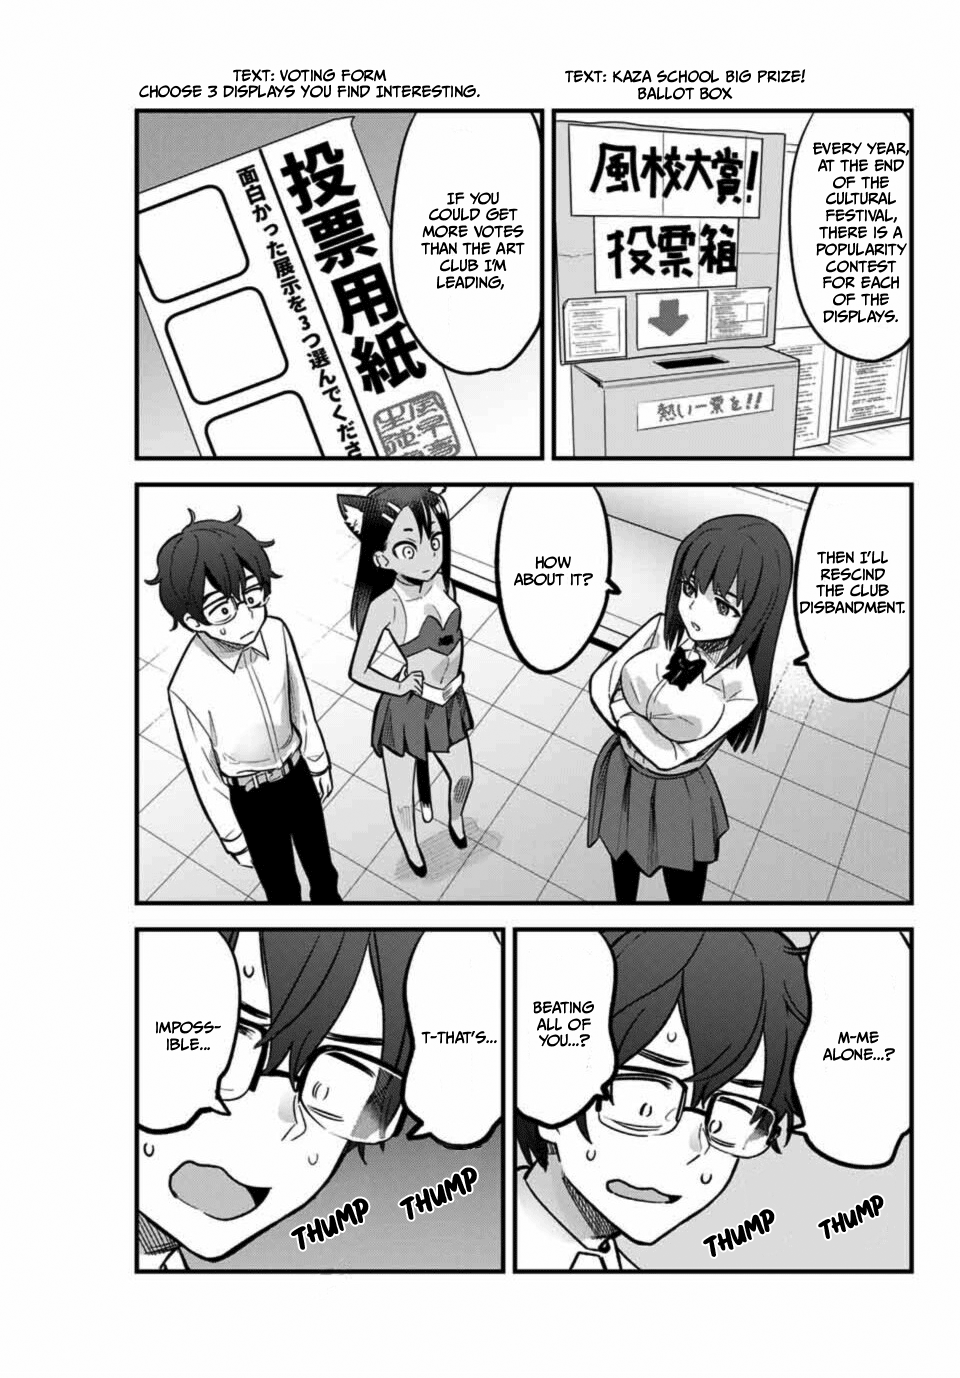 TEXT: KAZA SCHOOL BIG PRIZE!
BALLOT BOX
EVERY YEAR,
AT THE END
OF THE
CULTURAL
FESTIVAL,
THERE IS A
POPULARITY
CONTEST
FOR EACH
OF THE
DISPLAYS.
風校大賞!
投票箱
熱い一票を!!
TEXT: VOTING FORM
CHOOSE 3 DISPLAYS YOU FIND INTERESTING.
IF YOU
COULD GET
MORE VOTES
THAN THE ART
CLUB I'M
LEADING,
投票用紙
面白かった展示を3つ選んでくださ
THEN I'LL
RESCIND
THE CLUB
DISBANDMENT.
HOW
ABOUT IT?
M-ME
ALONE...?
BEATING
ALL OF
YOU...?
THUMP
THUMP
T-THAT'S...
IMPOSS-
IBLE...
THUMP
THUMP